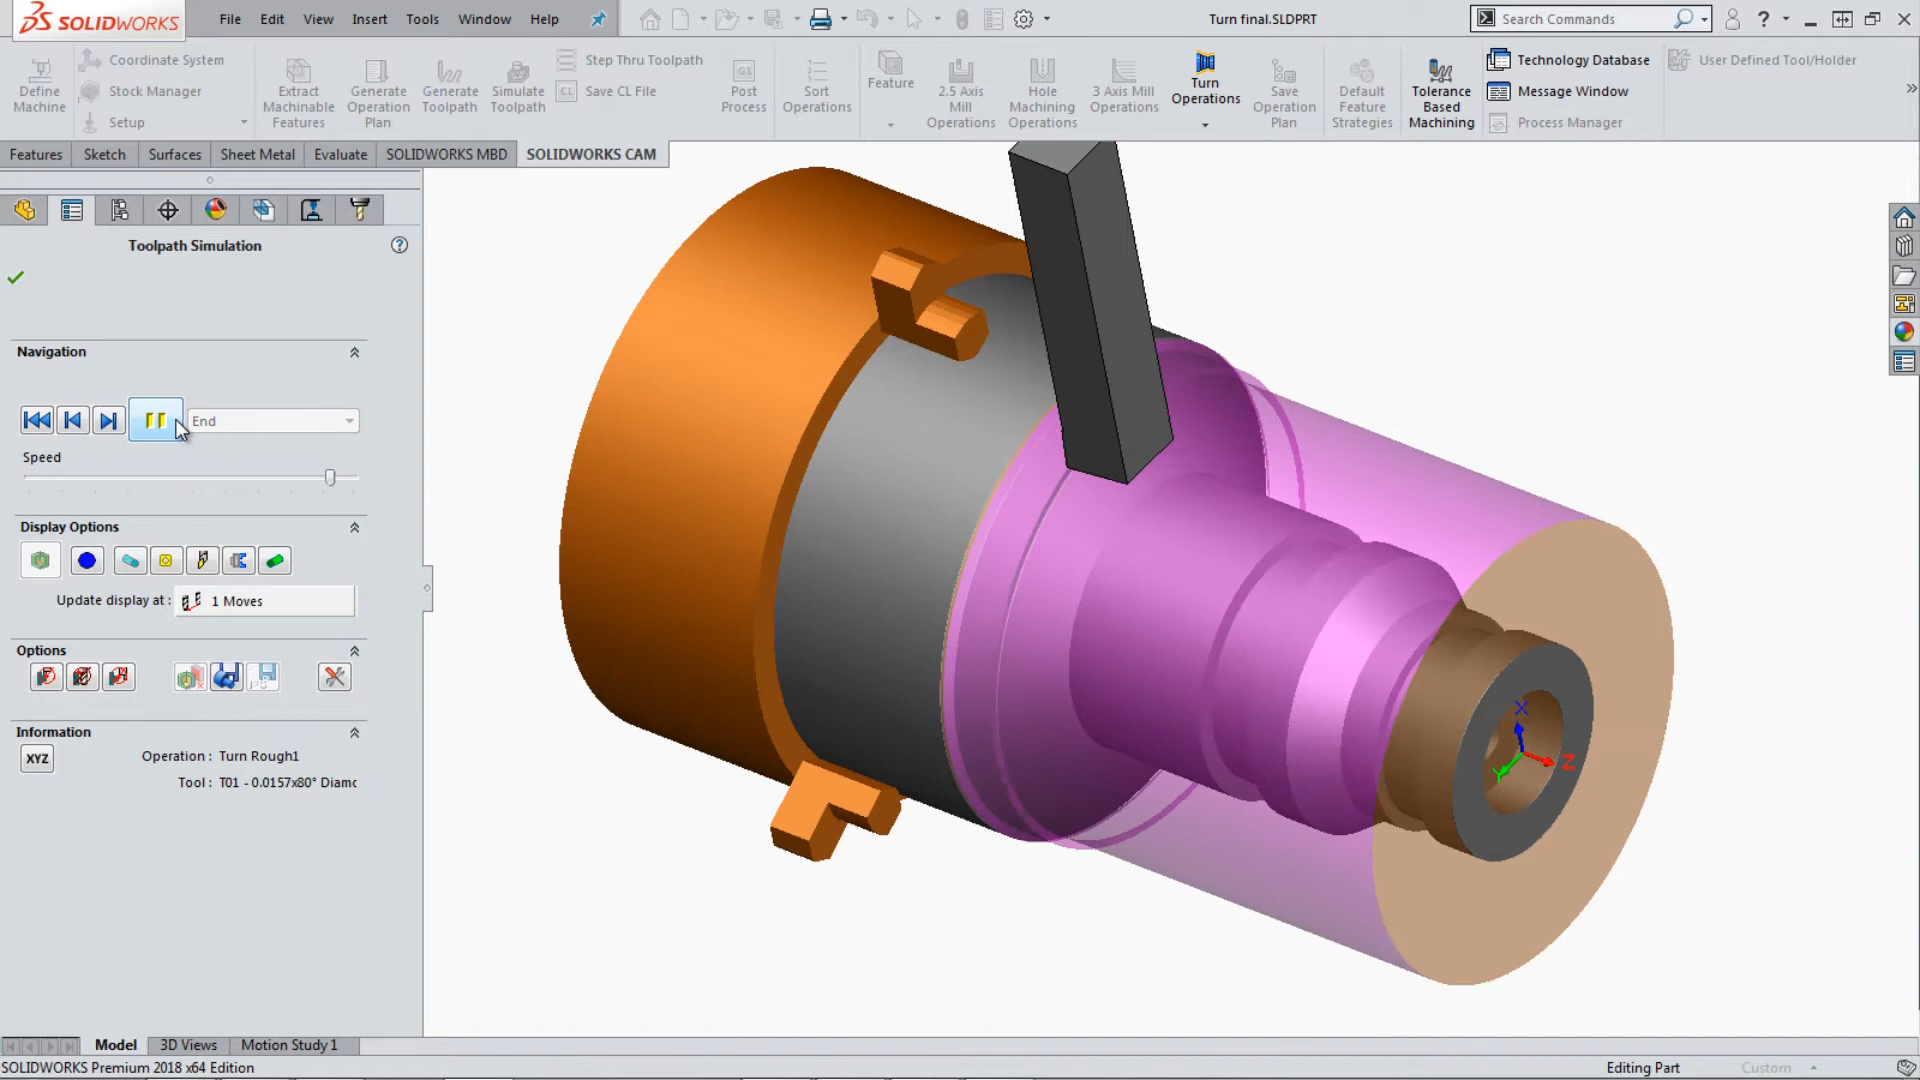 SOLIDWORKS
File Edit View Insert Tools Window Help
Turn final.SLDPRT
Search Commands
Define Machine
Coordinate System
Stock Manager
Setup
Extract Machinable Features
Generate Operation Plan
Generate Toolpath
Simulate Toolpath
Step Thru Toolpath
CL Save CL File
G1 Post Process
Sort Operations
Feature
2.5 Axis Mill Operations
Hole Machining Operations
3 Axis Mill Operations
Turn Operations
Save Operation Plan
Default Feature Strategies
Tolerance Based Machining
Technology Database
Message Window
Process Manager
User Defined Tool/Holder
Features Sketch Surfaces Sheet Metal Evaluate SOLIDWORKS MBD SOLIDWORKS CAM
Toolpath Simulation
Navigation
End
Speed
Display Options
Update display at : 1 Moves
Options
Information
XYZ
Operation : Turn Rough1
Tool : T01 - 0.0157x80° Diamc
X
Y
Z
Model 3D Views Motion Study 1
SOLIDWORKS Premium 2018 x64 Edition
Editing Part
Custom